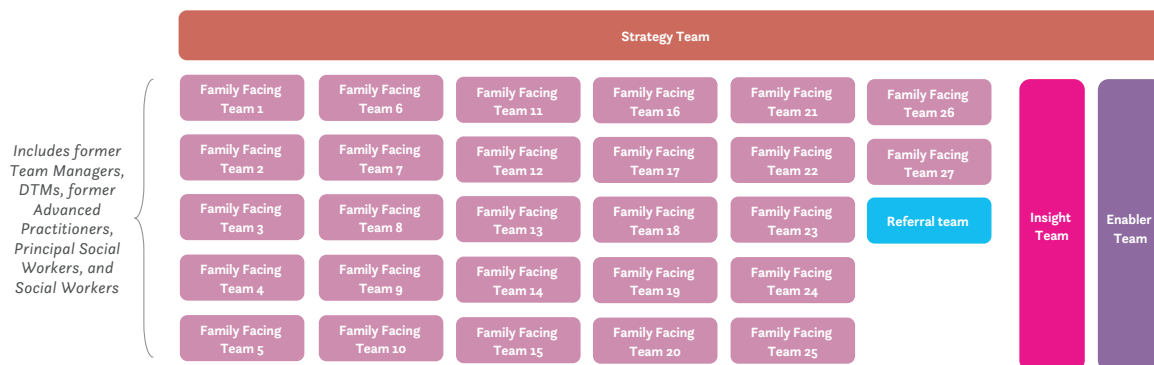 Strategy Team
Includes former
Team Managers,
DTMs, former
Advanced
Practitioners,
Principal Social
Workers, and
Social Workers
Family Facing
Team 1
Family Facing
Team 2
Family Facing
Team 3
Family Facing
Team 4
Family Facing
Team 5
Family Facing
Team 6
Family Facing
Team 7
Family Facing
Team 8
Family Facing
Team 9
Family Facing
Team 10
Family Facing
Team 11
Family Facing
Team 12
Family Facing
Team 13
Family Facing
Team 14
Family Facing
Team 15
Family Facing
Team 16
Family Facing
Team 17
Family Facing
Team 18
Family Facing
Team 19
Family Facing
Team 20
Family Facing
Team 21
Family Facing
Team 22
Family Facing
Team 23
Family Facing
Team 24
Family Facing
Team 25
Family Facing
Team 26
Family Facing
Team 27
Referral team
Insight
Team
Enabler
Team